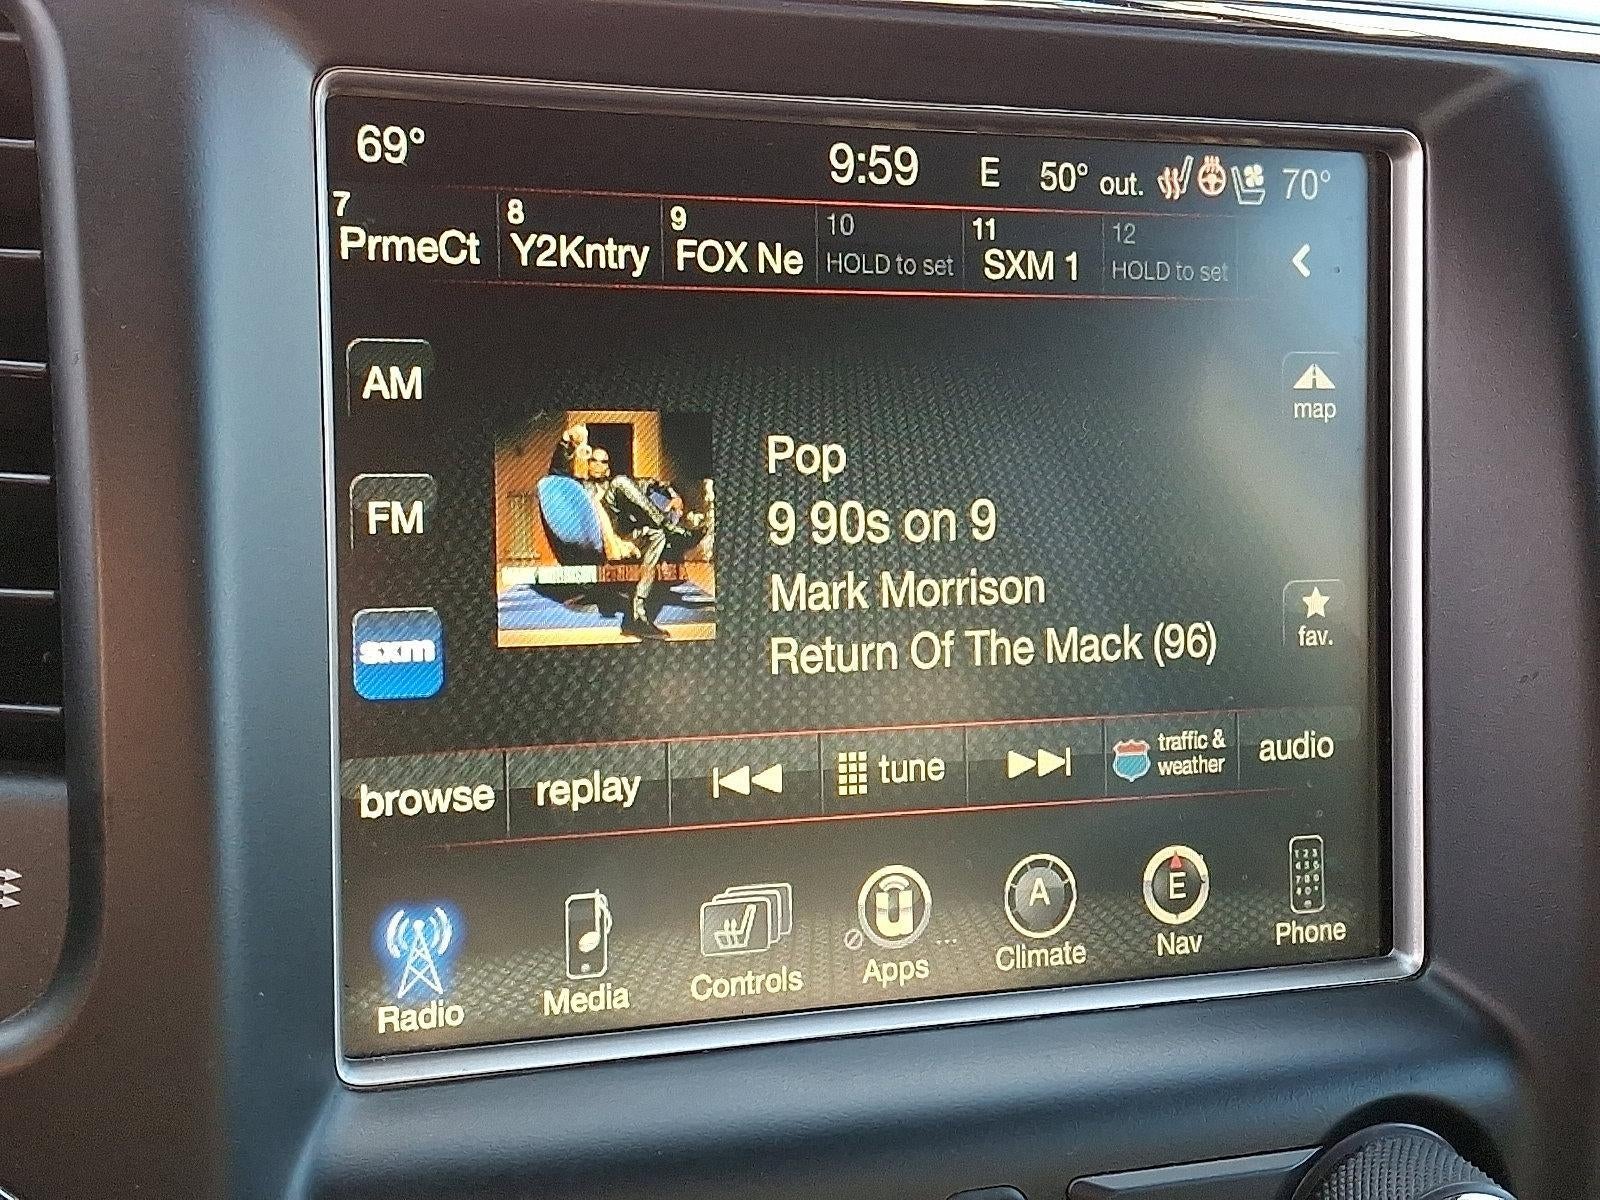 69° 9:59 E 50° out. 70°
7 8 9 10 11 12
PrmeCt Y2Kntry FOX Ne HOLD to set SXM 1 HOLD to set
AM
map
Pop
FM
9 90s on 9
Mark Morrison
fav.
sxm
Return Of The Mack (96)
browse replay tune traffic & weather audio
A E
Radio Media Controls Apps Climate Nav Phone